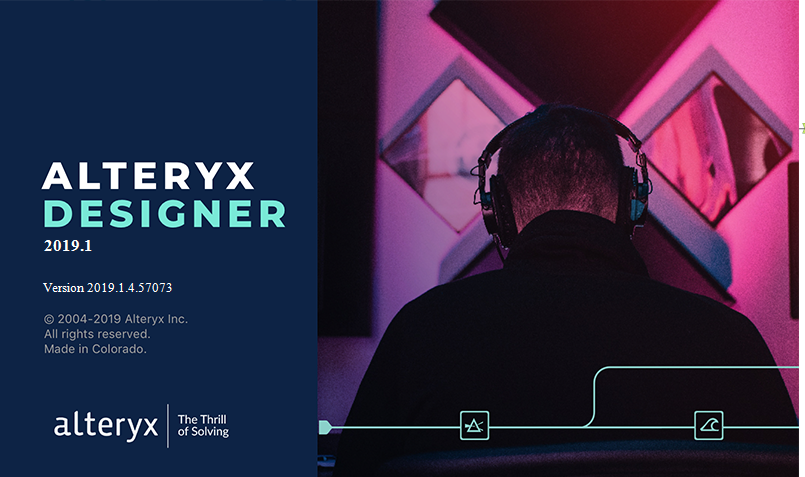 ALTERYX
DESIGNER
2019.1
Version 2019.1.4.57073
© 2004-2019 Alteryx Inc.
All rights reserved.
Made in Colorado.
alteryx
The Thrill
of Solving